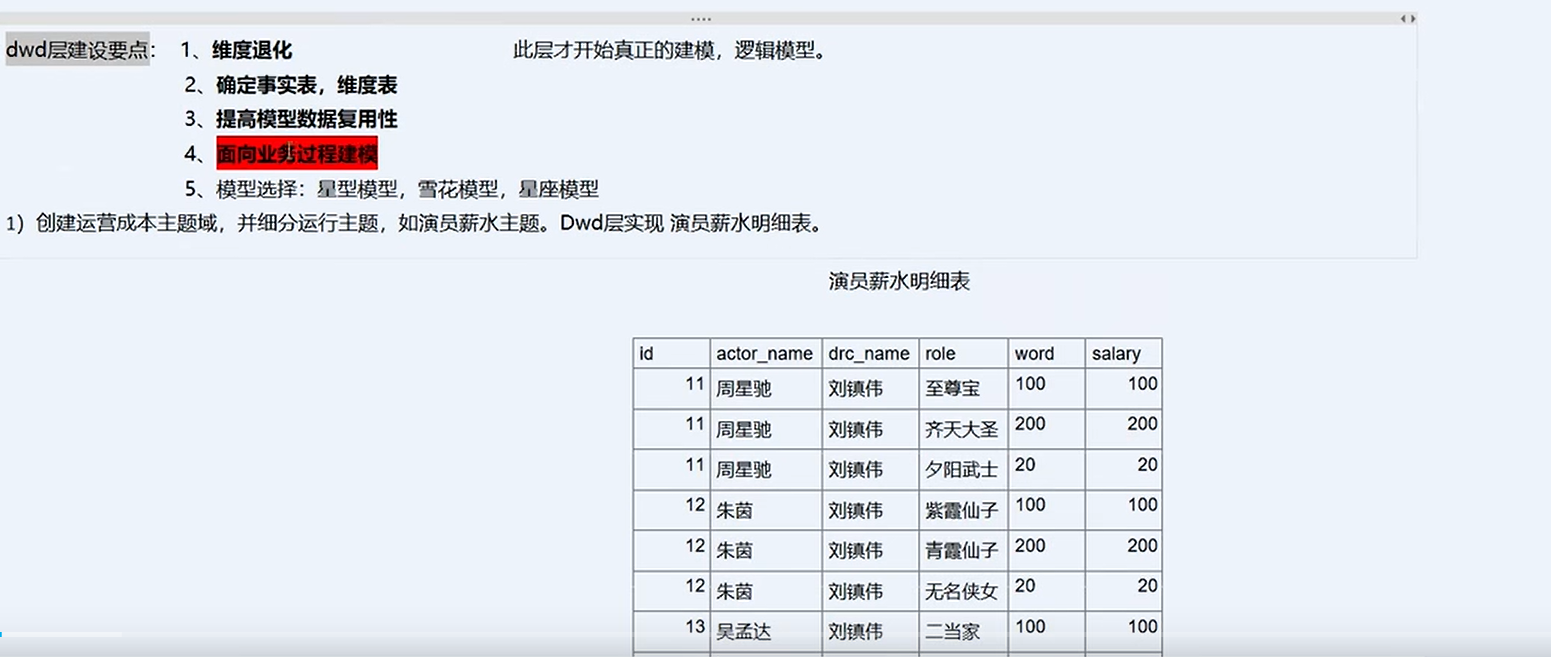 dwd层建设要点： 1、维度退化 此层才开始真正的建模，逻辑模型。
2、确定事实表，维度表
3、提高模型数据复用性
4、面向业务过程建模
5、模型选择：星型模型，雪花模型，星座模型
1）创建运营成本主题域，并细分运行主题，如演员薪水主题。Dwd层实现 演员薪水明细表。
演员薪水明细表
id actor_name drc_name role word salary
11 周星驰 刘镇伟 至尊宝 100 100
11 周星驰 刘镇伟 齐天大圣 200 200
11 周星驰 刘镇伟 夕阳武士 20 20
12 朱茵 刘镇伟 紫霞仙子 100 100
12 朱茵 刘镇伟 青霞仙子 200 200
12 朱茵 刘镇伟 无名侠女 20 20
13 吴孟达 刘镇伟 二当家 100 100